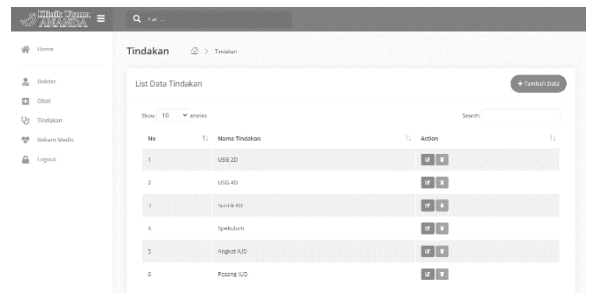 Klinik Utama
ANANDA
Cari ...
Home
Dokter
Obat
Tindakan
Rekam Medis
Logout
Tindakan > Tindakan
List Data Tindakan
+ Tambah Data
Show 10 entries
Search:
No Nama Tindakan Action
1 USG 2D
2 USG 4D
3 Suntik KB
4 Spekulum
5 Angkat IUD
6 Pasang IUD